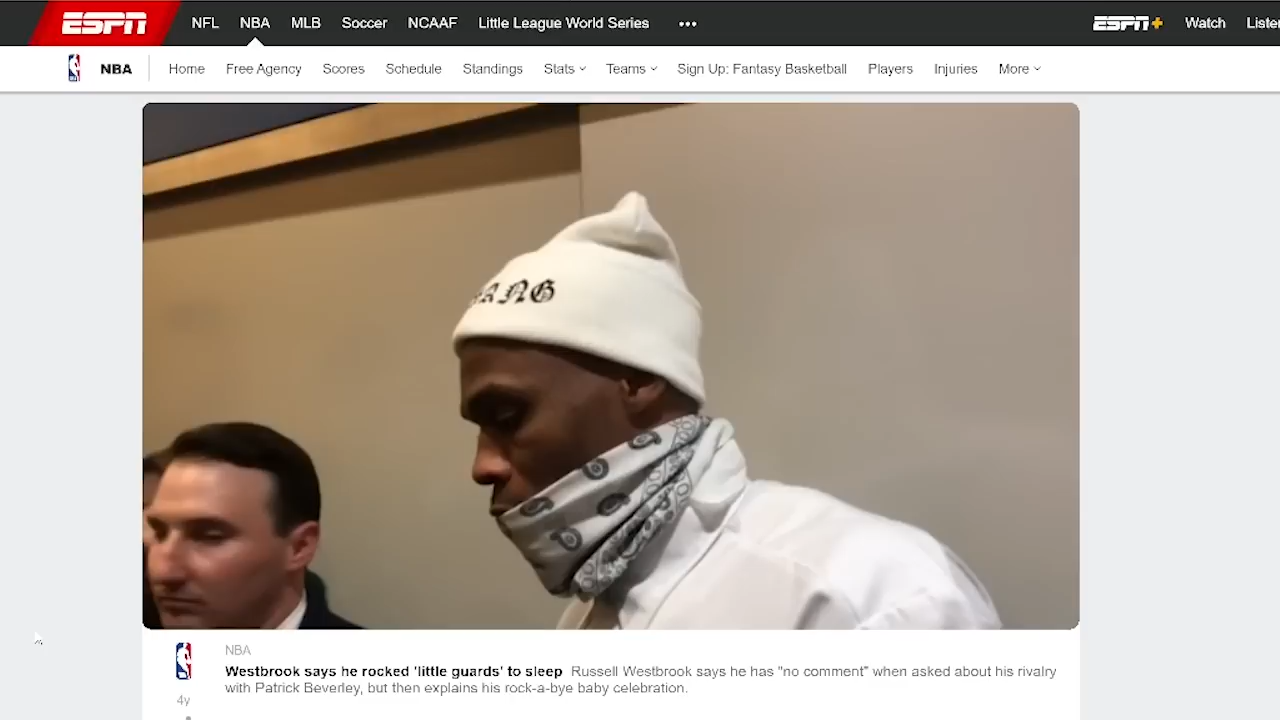 ESPN NFL NBA MLB Soccer NCAAF Little League World Series ••• ESPN+ Watch
NBA Home Free Agency Scores Schedule Standings Stats Teams Sign Up: Fantasy Basketball Players Injuries More
ANG
NBA
Westbrook says he rocked 'little guards' to sleep Russell Westbrook says he has "no comment" when asked about his rivalry
with Patrick Beverley, but then explains his rock-a-bye baby celebration.
4y